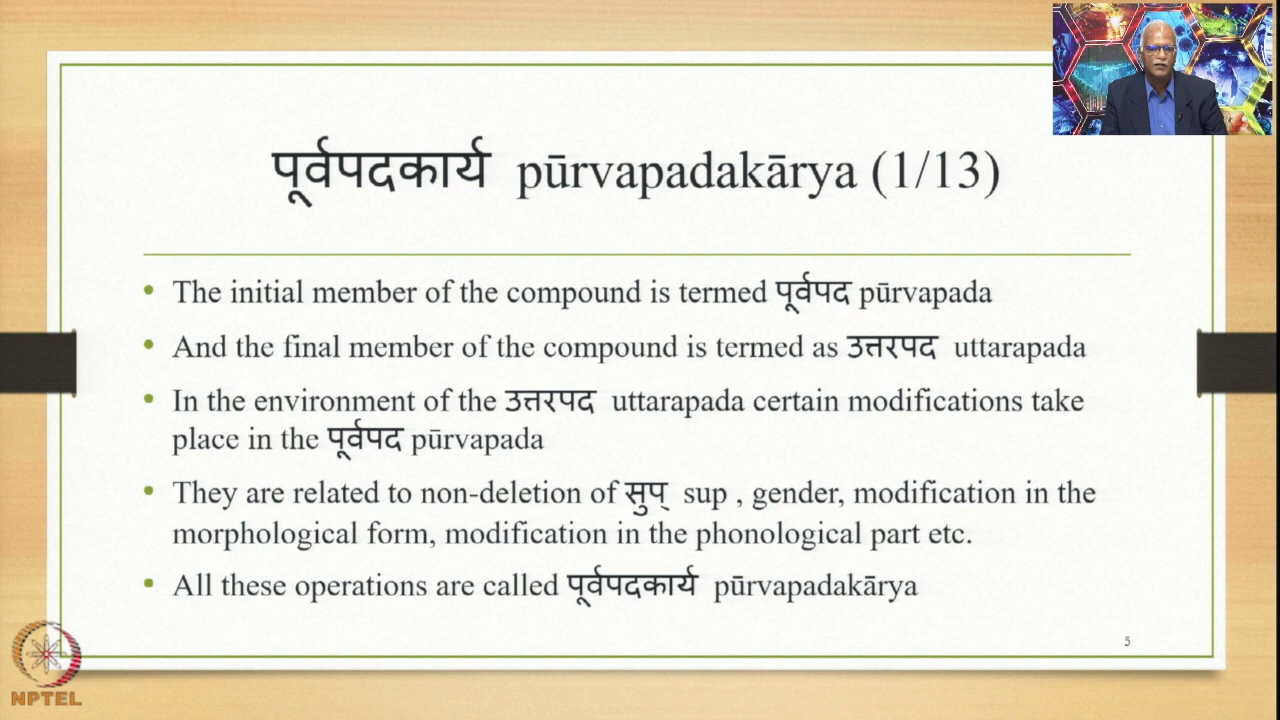 पूर्वपदकार्य pūrvapadakārya (1/13)
• The initial member of the compound is termed पूर्वपद pūrvapada
• And the final member of the compound is termed as उत्तरपद uttarapada
• In the environment of the उत्तरपद uttarapada certain modifications take
place in the पूर्वपद pūrvapada
• They are related to non-deletion of सुप् sup , gender, modification in the
morphological form, modification in the phonological part etc.
• All these operations are called पूर्वपदकार्य pūrvapadakārya
5
NPTEL